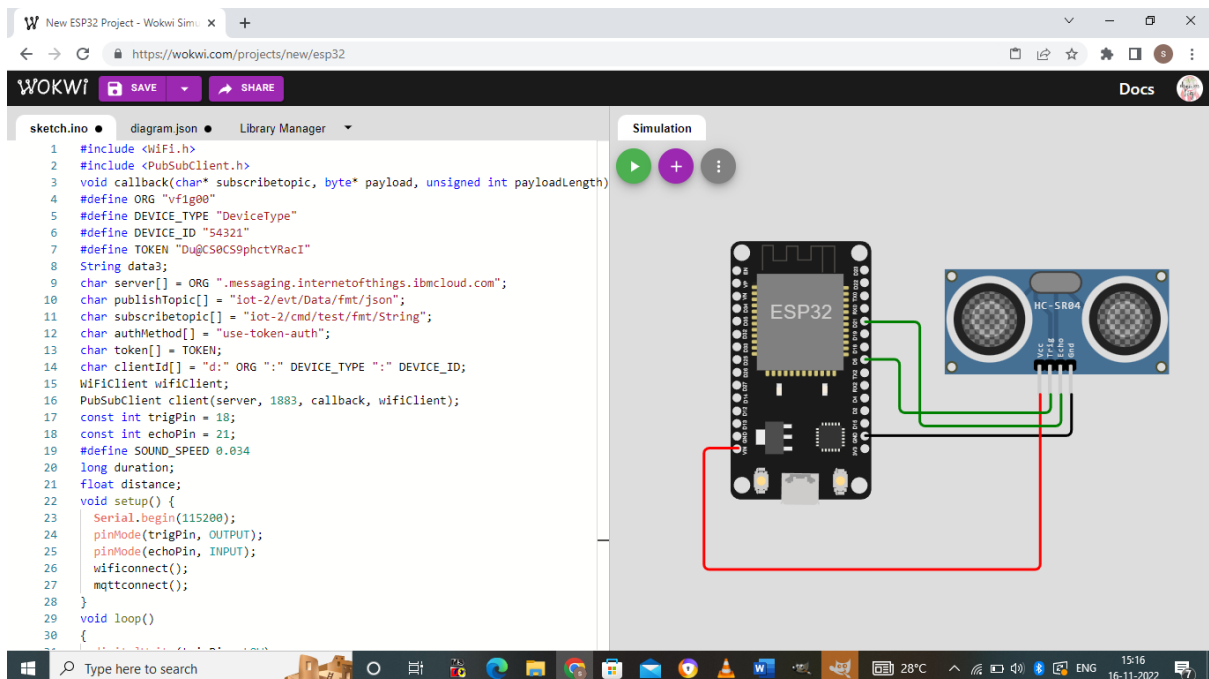 New ESP32 Project - Wokwi Simu
https://wokwi.com/projects/new/esp32
WOKWi SAVE SHARE Docs
sketch.ino diagram.json Library Manager
Simulation
1 #include <WiFi.h>
2 #include <PubSubClient.h>
3 void callback(char* subscribetopic, byte* payload, unsigned int payloadLength)
4 #define ORG "vf1g00"
5 #define DEVICE_TYPE "DeviceType"
6 #define DEVICE_ID "54321"
7 #define TOKEN "Du@CS0CS9phctYRacI"
8 String data3;
9 char server[] = ORG ".messaging.internetofthings.ibmcloud.com";
10 char publishTopic[] = "iot-2/evt/Data/fmt/json";
11 char subscribetopic[] = "iot-2/cmd/test/fmt/String";
12 char authMethod[] = "use-token-auth";
13 char token[] = TOKEN;
14 char clientId[] = "d:" ORG ":" DEVICE_TYPE ":" DEVICE_ID;
15 WiFiClient wifiClient;
16 PubSubClient client(server, 1883, callback, wifiClient);
17 const int trigPin = 18;
18 const int echoPin = 21;
19 #define SOUND_SPEED 0.034
20 long duration;
21 float distance;
22 void setup() {
23 Serial.begin(115200);
24 pinMode(trigPin, OUTPUT);
25 pinMode(echoPin, INPUT);
26 wificonnect();
27 mqttconnect();
28 }
29 void loop()
30 {
ESP32
HC-SR04
Vcc
Trig
Echo
Gnd
Type here to search
28°C
ENG
15:16
16-11-2022